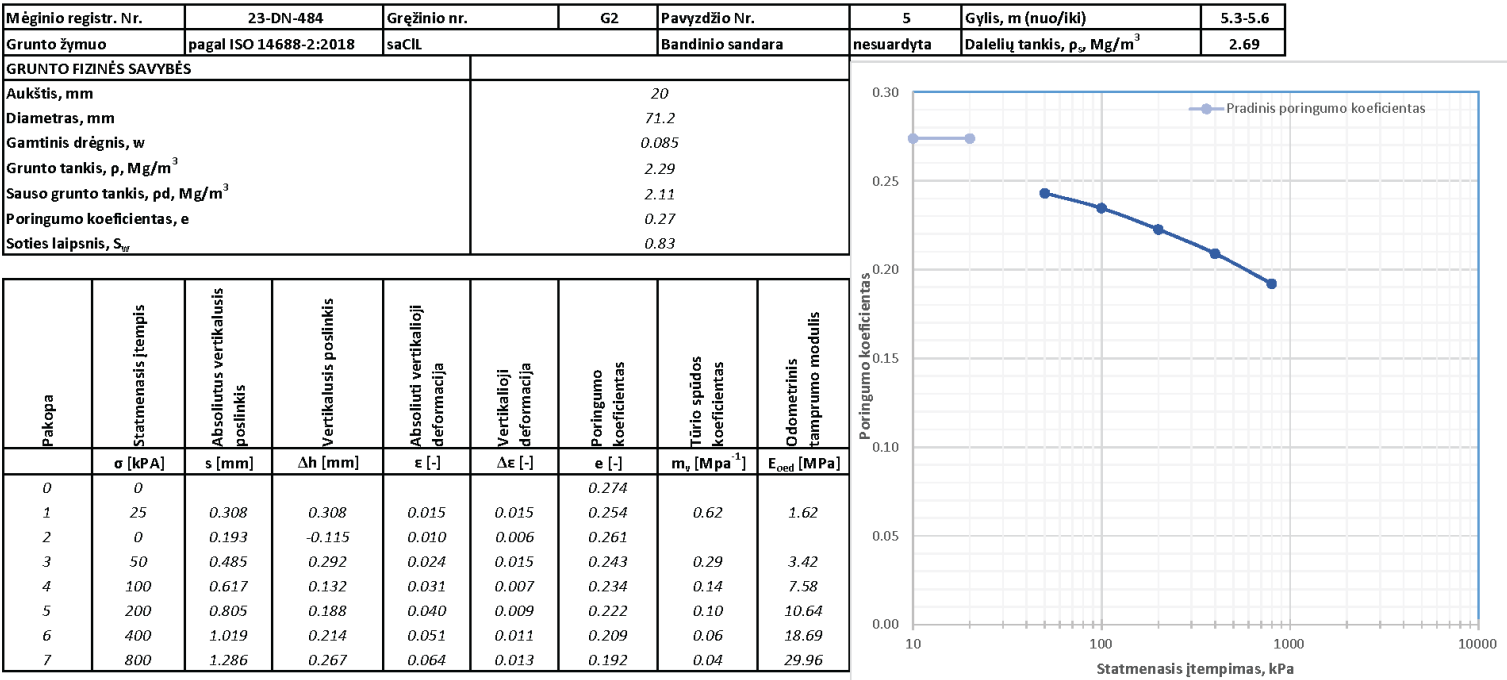 Mėginio registr. Nr. 23-DN-484 Gręžinio nr. G2 Pavyzdžio Nr. 5 Gylis, m (nuo/iki) 5.3-5.6
Grunto žymuo pagal ISO 14688-2:2018 saClL Bandinio sandara nesuardyta Dalelių tankis, ρs, Mg/m³ 2.69
GRUNTO FIZINĖS SAVYBĖS
Aukštis, mm 20
Diametras, mm 71.2
Gamtinis drėgnis, w 0.085
Grunto tankis, ρ, Mg/m³ 2.29
Sauso grunto tankis, ρd, Mg/m³ 2.11
Poringumo koeficientas, e 0.27
Soties laipsnis, Sw 0.83
Pakopa
Statmenasis įtempis
Absoliutus vertikalusis
poslinkis
Vertikalusis poslinkis
Absoliuti vertikalioji
deformacija
Vertikalioji
deformacija
Poringumo
koeficientas
Tūrio spūdos
koeficientas
Odometrinis
tamprumo modulis
σ [kPA] s [mm] Δh [mm] ε [-] Δε [-] e [-] mv [Mpa⁻¹] Eoed [MPa]
0 0 0.274
1 25 0.308 0.308 0.015 0.015 0.254 0.62 1.62
2 0 0.193 -0.115 0.010 0.006 0.261
3 50 0.485 0.292 0.024 0.015 0.243 0.29 3.42
4 100 0.617 0.132 0.031 0.007 0.234 0.14 7.58
5 200 0.805 0.188 0.040 0.009 0.222 0.10 10.64
6 400 1.019 0.214 0.051 0.011 0.209 0.06 18.69
7 800 1.286 0.267 0.064 0.013 0.192 0.04 29.96
Pradinis poringumo koeficientas
Poringumo koeficientas
0.30
0.25
0.20
0.15
0.10
0.05
0.00
10 100 1000 10000
Statmenasis įtempimas, kPa